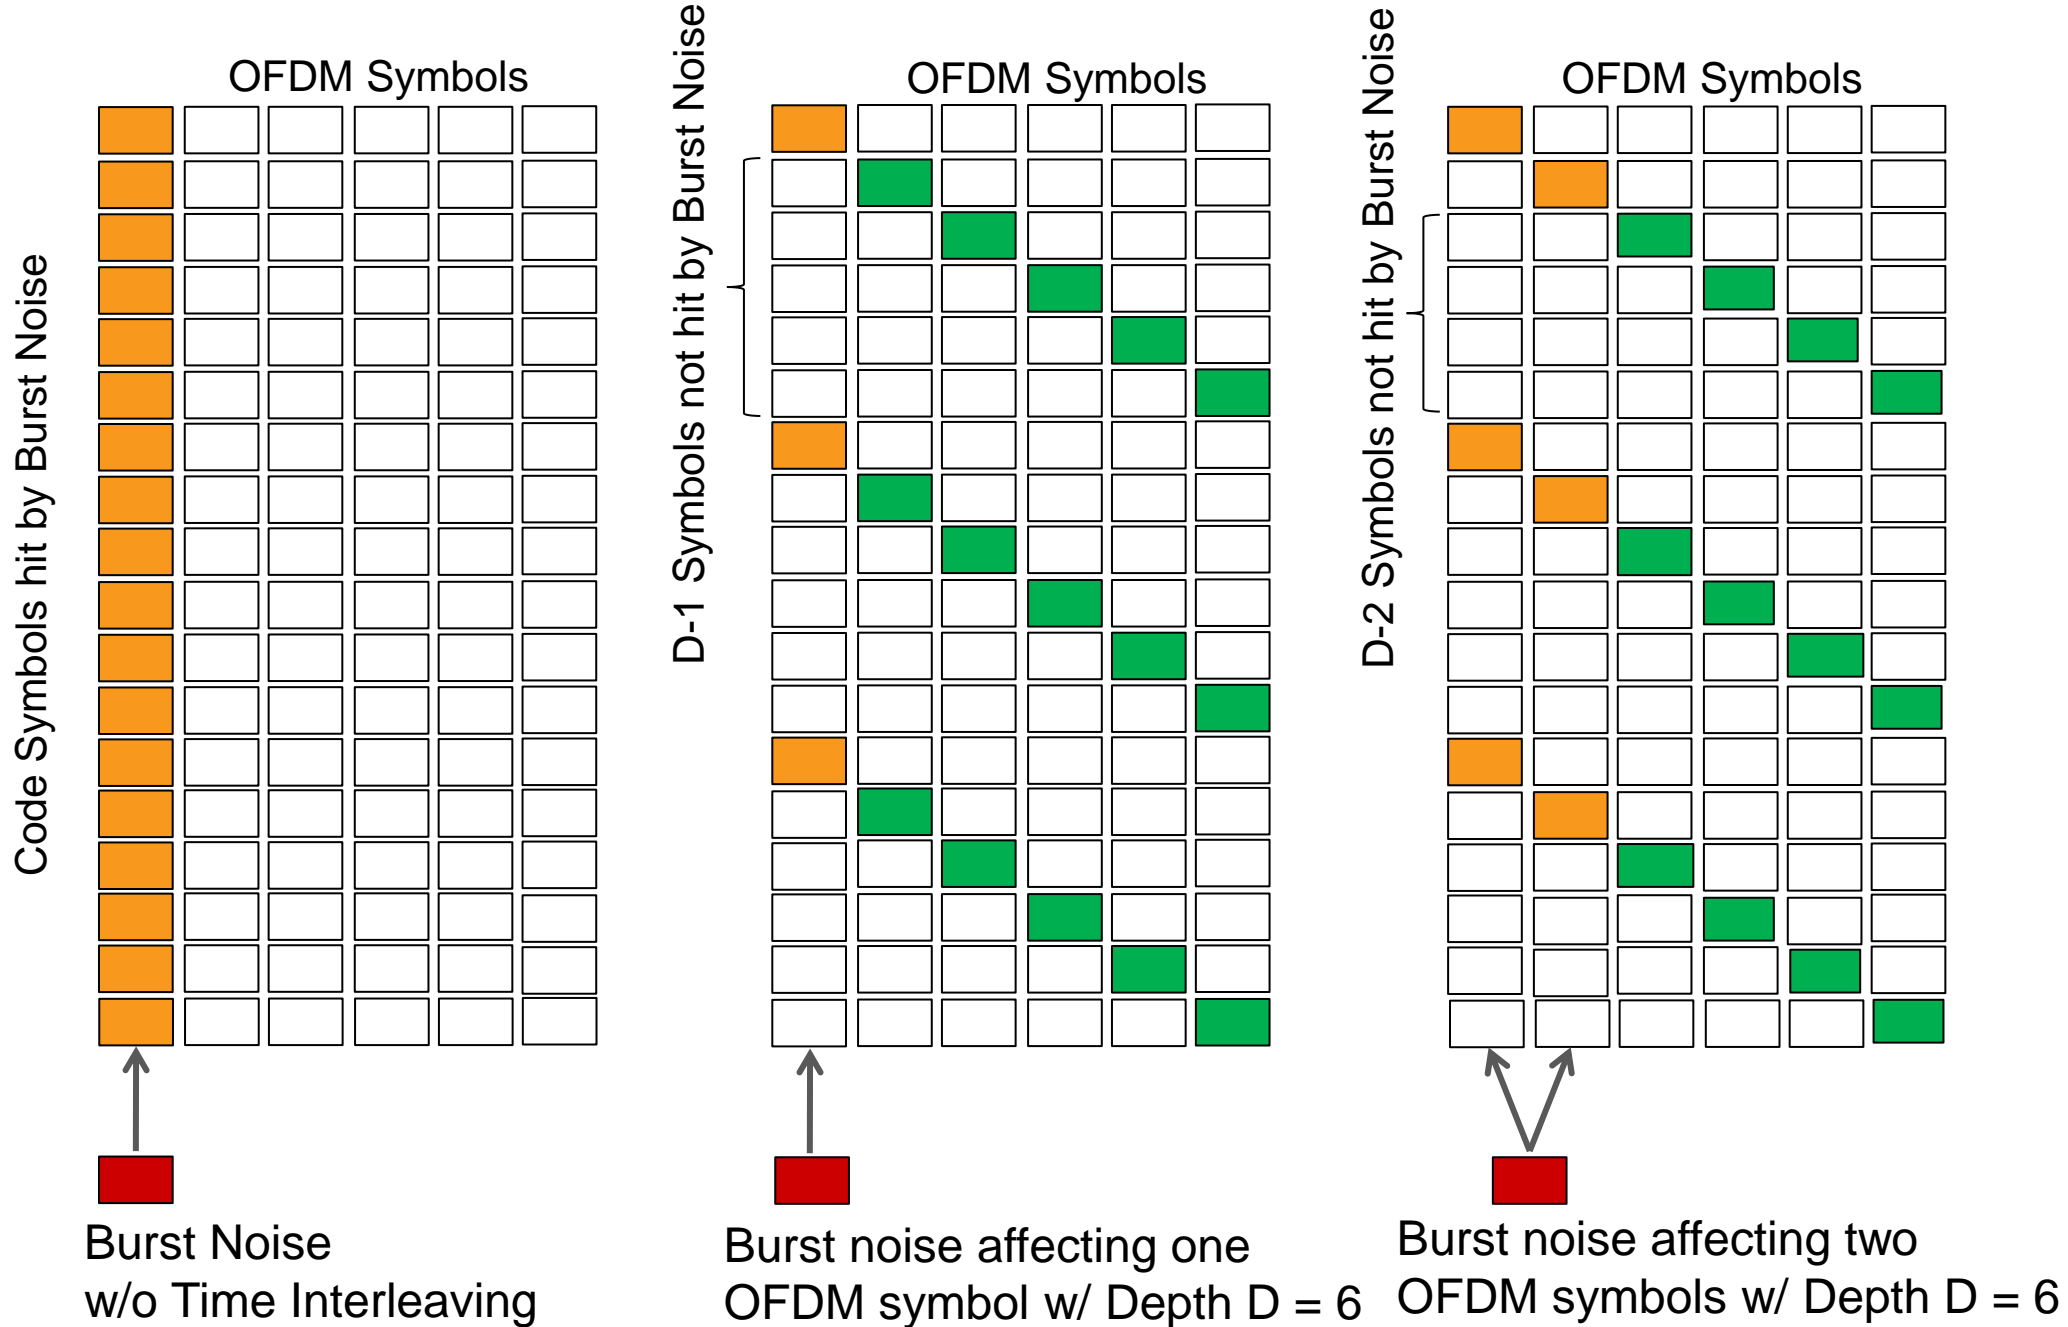 OFDM Symbols
Code Symbols hit by Burst Noise
Burst Noise
w/o Time Interleaving
OFDM Symbols
D-1 Symbols not hit by Burst Noise
Burst noise affecting one
OFDM symbol w/ Depth D = 6
OFDM Symbols
D-2 Symbols not hit by Burst Noise
Burst noise affecting two
OFDM symbols w/ Depth D = 6